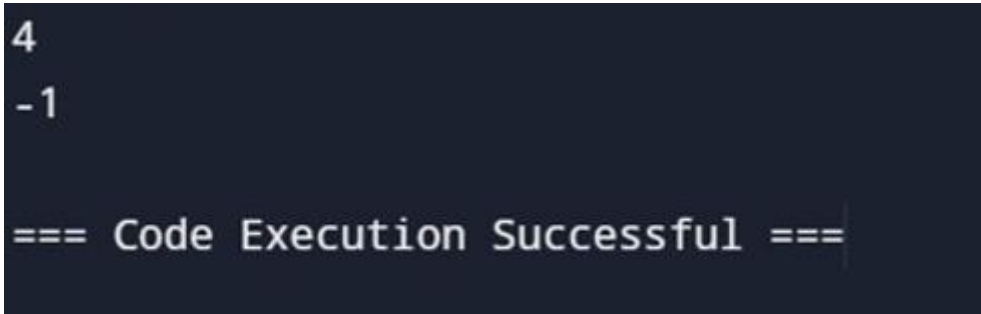 4
-1
=== Code Execution Successful ===